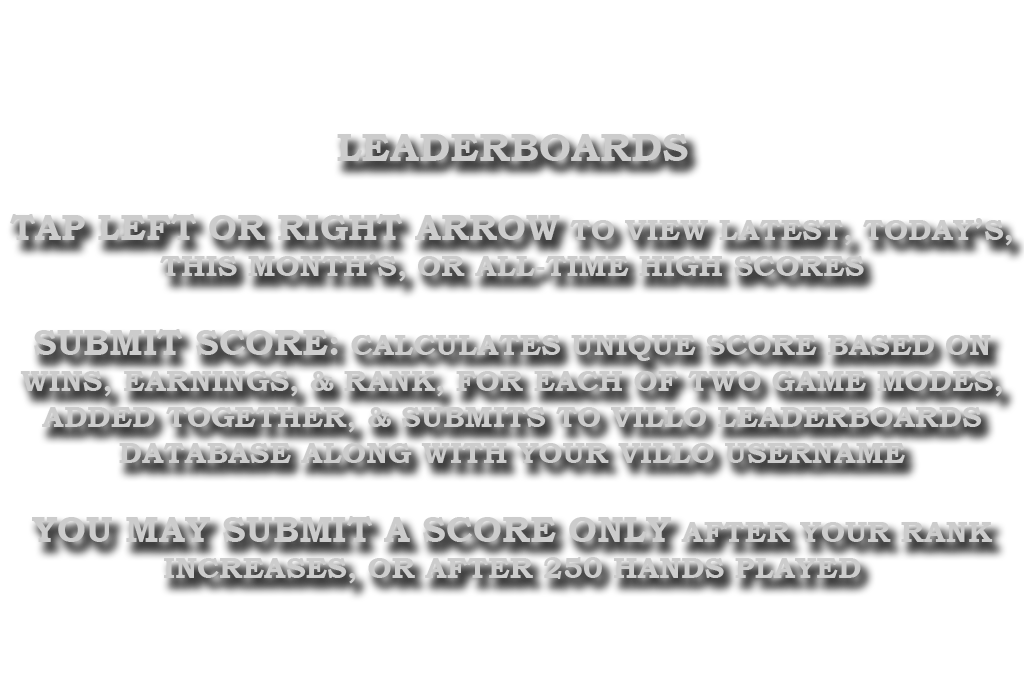 LEADERBOARDS
TAP LEFT OR RIGHT ARROW TO VIEW LATEST, TODAY'S,
THIS MONTH'S, OR ALL-TIME HIGH SCORES
SUBMIT SCORE: CALCULATES UNIQUE SCORE BASED ON
WINS, EARNINGS, & RANK, FOR EACH OF TWO GAME MODES,
ADDED TOGETHER, & SUBMITS TO VILLO LEADERBOARDS
DATABASE ALONG WITH YOUR VILLO USERNAME
YOU MAY SUBMIT A SCORE ONLY AFTER YOUR RANK
INCREASES, OR AFTER 250 HANDS PLAYED